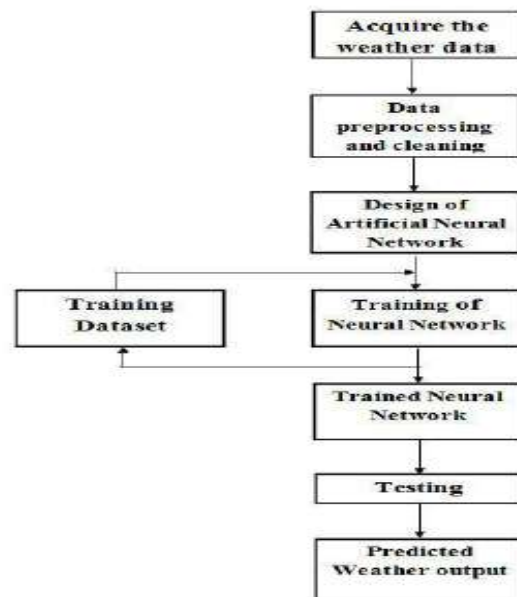 Acquire the
weather data
Data
preprocessing
and cleaning
Design of
Artificial Neural
Network
Training
Dataset
Training of
Neural Network
Trained Neural
Network
Testing
Predicted
Weather output